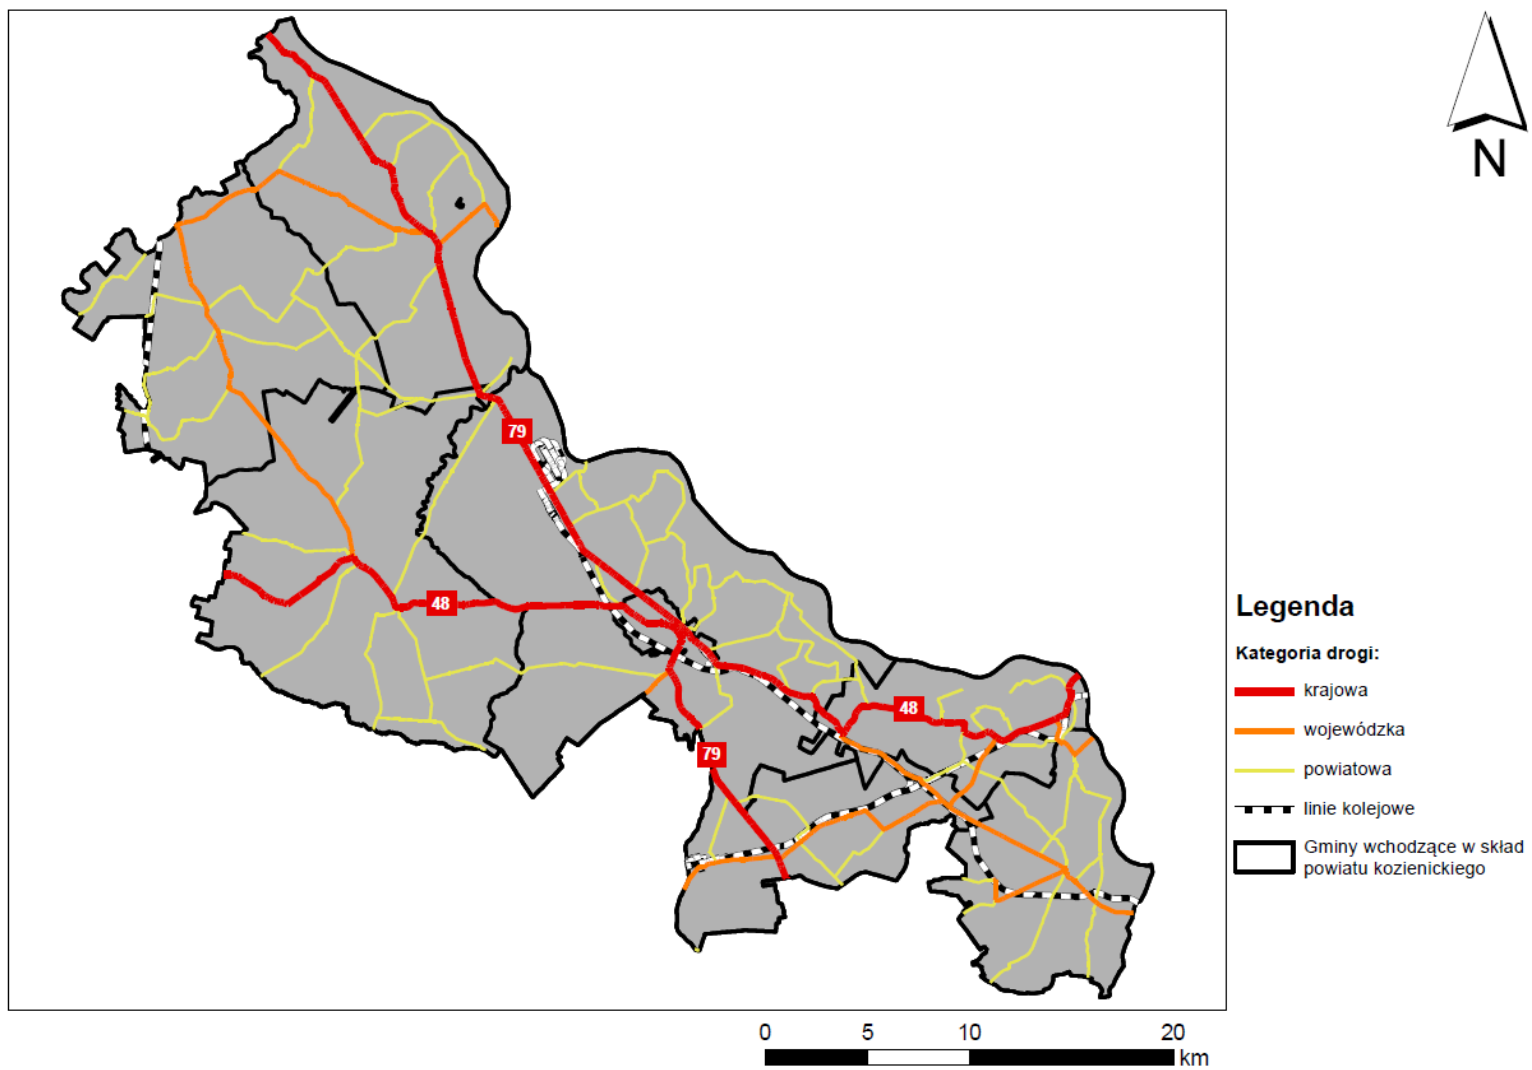 N
79
48
48
79
Legenda
Kategoria drogi:
krajowa
wojewódzka
powiatowa
linie kolejowe
Gminy wchodzące w skład
powiatu kozienickiego
0 5 10 20
km